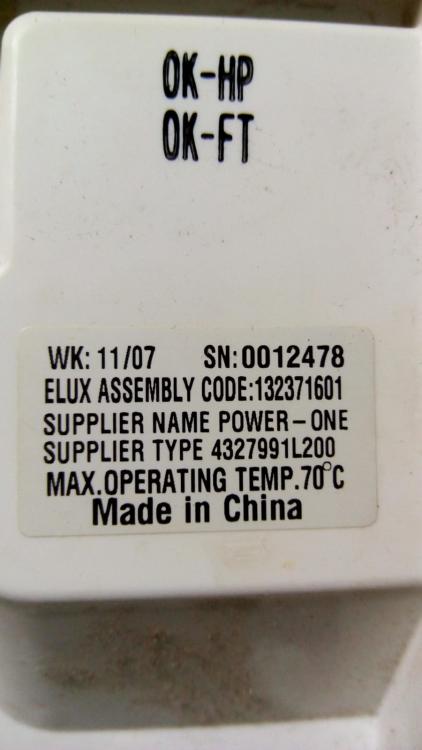 OK-HP
OK-FT
WK: 11/07 SN:0012478
ELUX ASSEMBLY CODE:132371601
SUPPLIER NAME POWER-ONE
SUPPLIER TYPE 4327991L200
MAX.OPERATING TEMP.70°C
Made in China